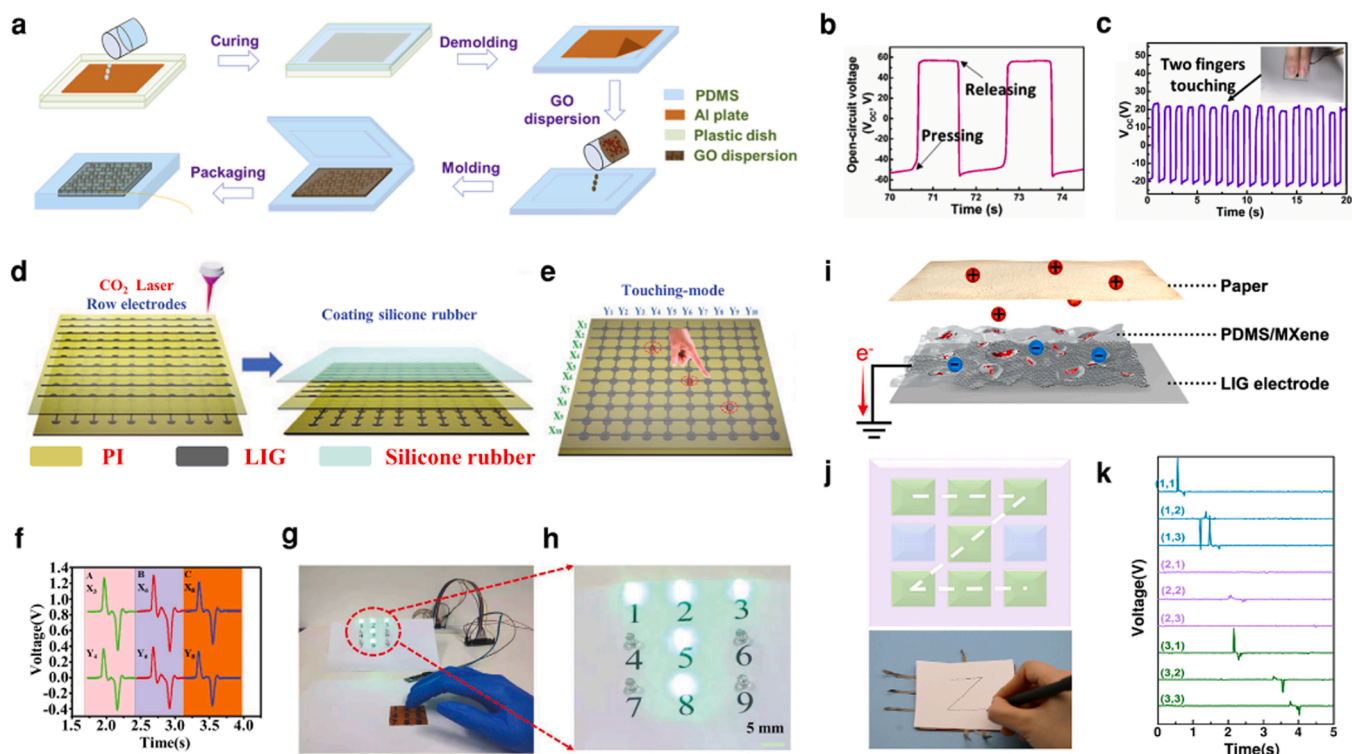 a
Curing
Demolding
GO
dispersion
PDMS
Al plate
Plastic dish
GO dispersion
Packaging
Molding
b
Open-circuit voltage
(VOC, V)
60
40
20
0
-20
-40
-60
Releasing
Pressing
70 71 72 73 74
Time (s)
c
VOC(V)
50
40
30
20
10
0
-10
-20
Two fingers
touching
0 5 10 15 20
Time (s)
d
CO2 Laser
Row electrodes
Coating silicone rubber
PI
LIG
Silicone rubber
e
Touching-mode
Y1 Y2 Y3 Y4 Y5 Y6 Y7 Y8 Y9 Y10
X1
X2
X3
X4
X5
X6
X7
X8
X9
X10
A
B
C
i
Paper
PDMS/MXene
LIG electrode
e-
+ + + + 
- - -
f
Voltage(V)
1.4
1.2
1.0
0.8
0.6
0.4
0.2
-0.0
-0.2
-0.4
A B C
X3 X6 X8
Y4 Y6 Y8
1.5 2.0 2.5 3.0 3.5 4.0
Time(s)
g
h
1 2 3
4 5 6
7 8 9
5 mm
j
Z
k
Voltage(V)
(1,1)
(1,2)
(1,3)
(2,1)
(2,2)
(2,3)
(3,1)
(3,2)
(3,3)
0 1 2 3 4 5
Time(s)